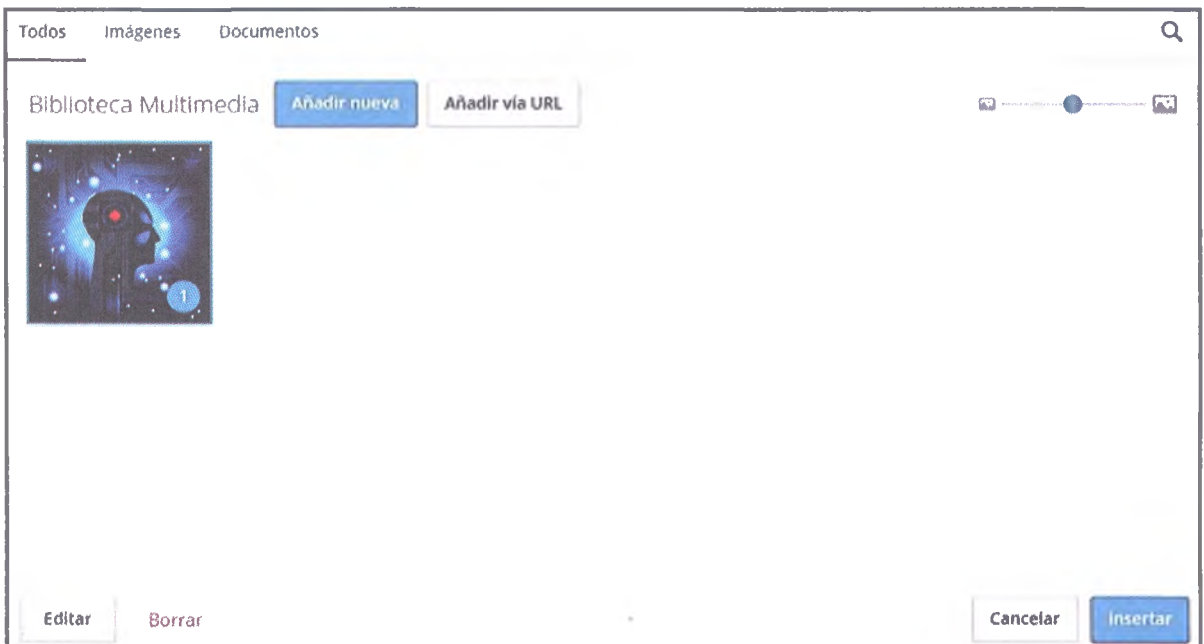 Todos Imágenes Documentos
Biblioteca Multimedia Añadir nueva Añadir vía URL
1
Editar Borrar Cancelar Insertar